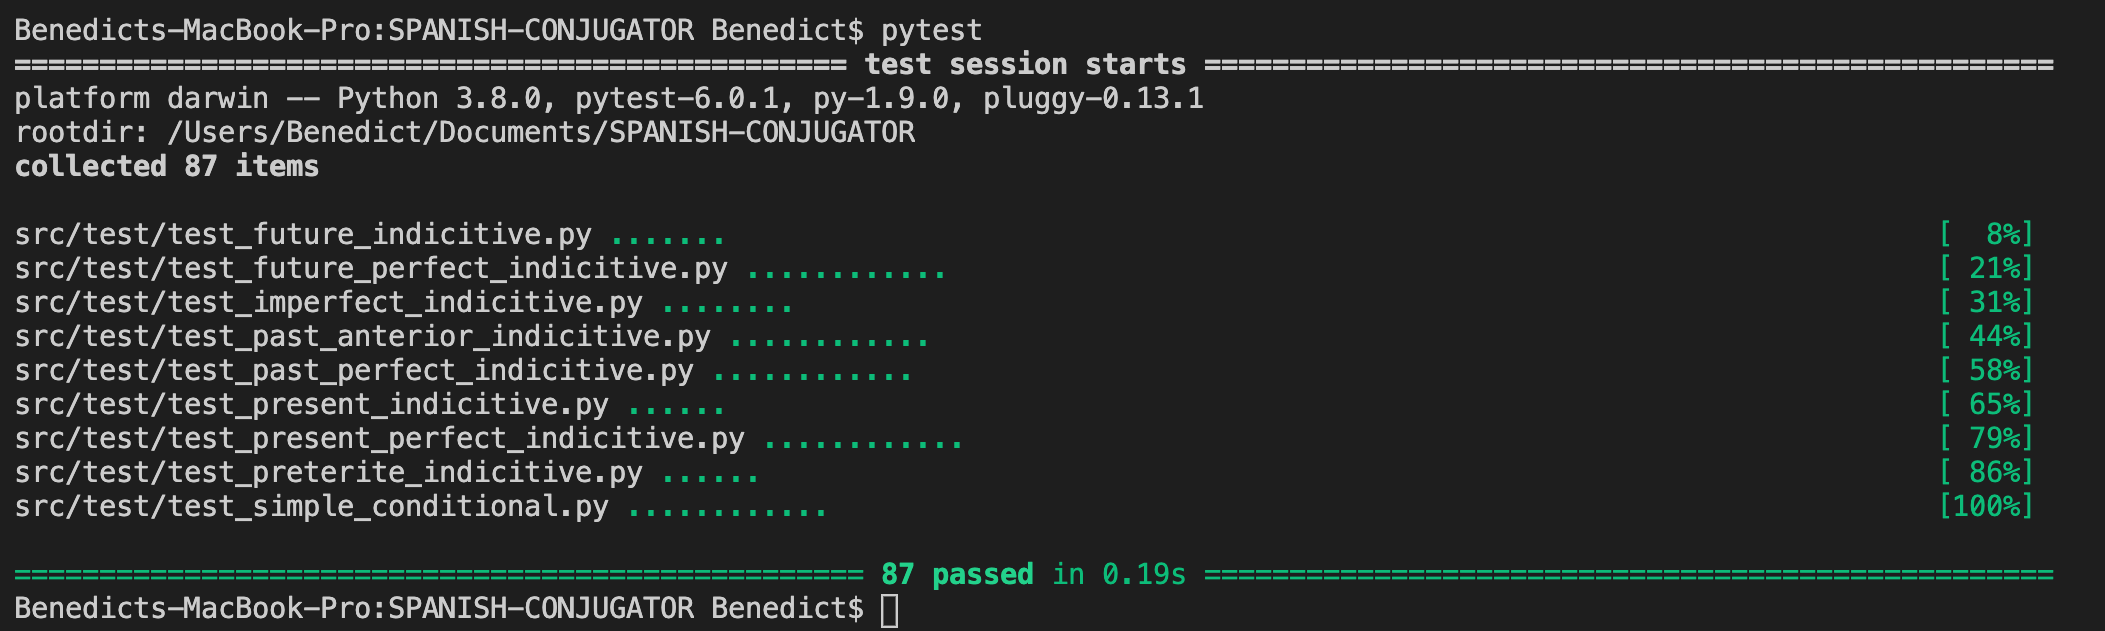 Benedicts-MacBook-Pro:SPANISH-CONJUGATOR Benedict$ pytest
================================================= test session starts ==================================================
platform darwin -- Python 3.8.0, pytest-6.0.1, py-1.9.0, pluggy-0.13.1
rootdir: /Users/Benedict/Documents/SPANISH-CONJUGATOR
collected 87 items
src/test/test_future_indicitive.py ....... [  8%]
src/test/test_future_perfect_indicitive.py ............ [ 21%]
src/test/test_imperfect_indicitive.py ........ [ 31%]
src/test/test_past_anterior_indicitive.py ............ [ 44%]
src/test/test_past_perfect_indicitive.py ............ [ 58%]
src/test/test_present_indicitive.py ...... [ 65%]
src/test/test_present_perfect_indicitive.py ............ [ 79%]
src/test/test_preterite_indicitive.py ...... [ 86%]
src/test/test_simple_conditional.py ............ [100%]
================================================== 87 passed in 0.19s ==================================================
Benedicts-MacBook-Pro:SPANISH-CONJUGATOR Benedict$